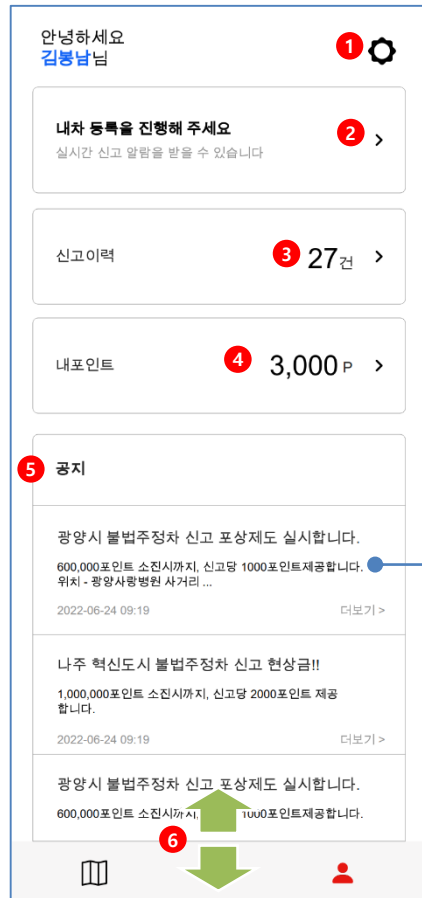 안녕하세요
김봉남님
1
내차 등록을 진행해 주세요
실시간 신고 알람을 받을 수 있습니다
2
신고이력
3
27건
내포인트
4
3,000 P
5
공지
광양시 불법주정차 신고 포상제도 실시합니다.
600,000포인트 소진시까지, 신고당 1000포인트제공합니다.
위치 - 광양사랑병원 사거리 ...
2022-06-24 09:19
더보기 >
나주 혁신도시 불법주정차 신고 현상금!!
1,000,000포인트 소진시까지, 신고당 2000포인트 제공
합니다.
2022-06-24 09:19
더보기 >
광양시 불법주정차 신고 포상제도 실시합니다.
600,000포인트 소진시까지, 1000포인트제공합니다.
6